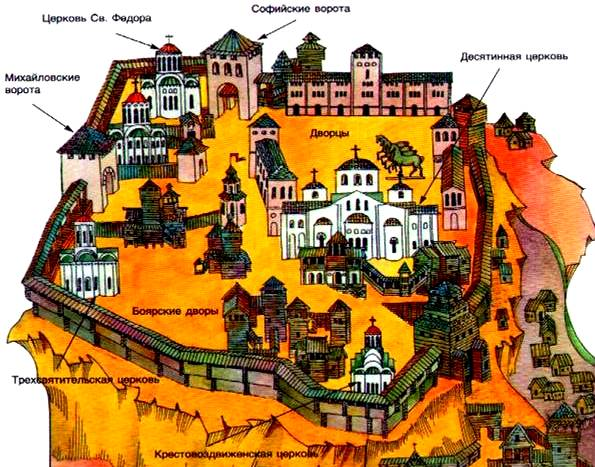 Софийские ворота
Церковь Св. Федора
Десятинная церковь
Михайловские
ворота
Дворцы
Боярские дворы
Трехсвятительская церковь
Крестовоздвиженская церковь